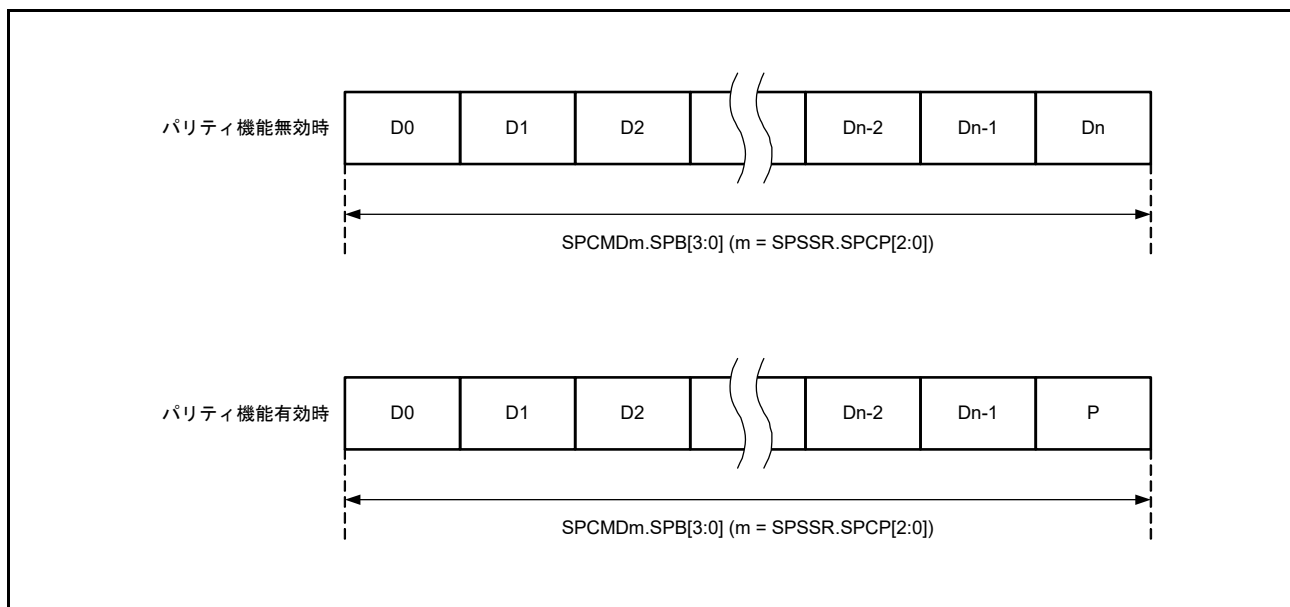 パリティ機能無効時 D0 D1 D2 Dn-2 Dn-1 Dn
SPCMDm.SPB[3:0] (m = SPSSR.SPCP[2:0])
パリティ機能有効時 D0 D1 D2 Dn-2 Dn-1 P
SPCMDm.SPB[3:0] (m = SPSSR.SPCP[2:0])